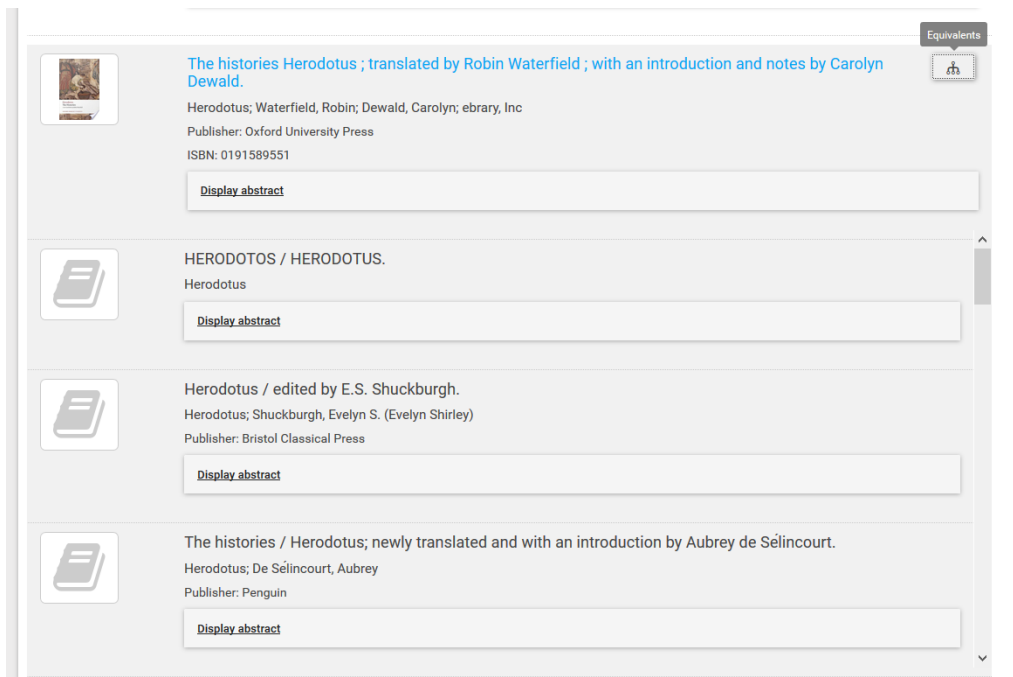 Equivalents
The histories Herodotus ; translated by Robin Waterfield ; with an introduction and notes by Carolyn
Dewald.
Herodotus; Waterfield, Robin; Dewald, Carolyn; ebrary, Inc
Publisher: Oxford University Press
ISBN: 0191589551
Display abstract
HERODOTOS / HERODOTUS.
Herodotus
Display abstract
Herodotus / edited by E.S. Shuckburgh.
Herodotus; Shuckburgh, Evelyn S. (Evelyn Shirley)
Publisher: Bristol Classical Press
Display abstract
The histories / Herodotus; newly translated and with an introduction by Aubrey de Sélincourt.
Herodotus; De Sélincourt, Aubrey
Publisher: Penguin
Display abstract